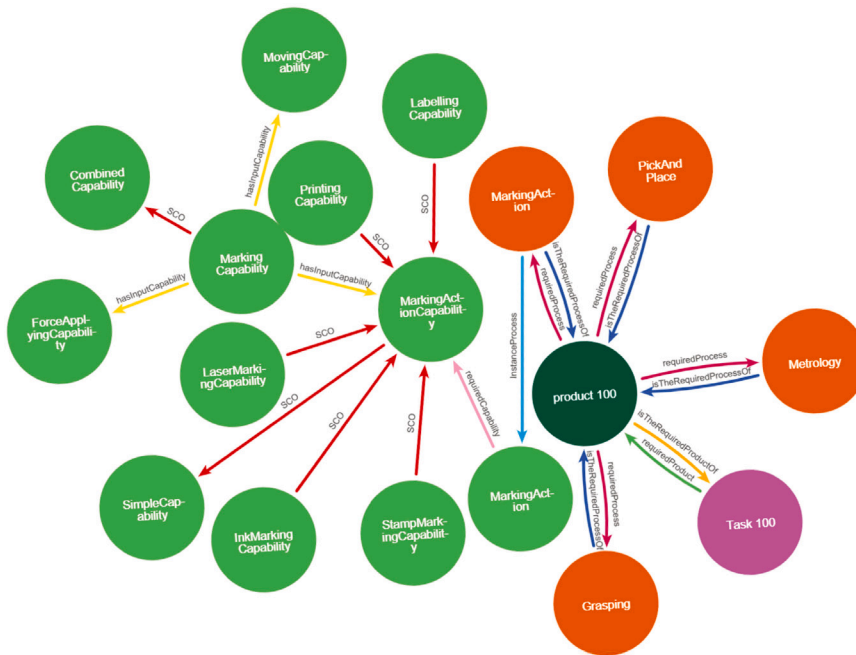 MovingCap-
ability
Labelling
Capability
PickAnd
Place
Combined
Capability
hasInputCapability
Printing
Capability
MarkingAct-
ion
SCO
SCO
SCO
Marking
Capability
hasInputCapability
hasInputCapability
isTheRequiredProcessOf
requiredProcess
requiredProcess
isTheRequiredProcessOf
ForceAppl-
yingCapabili-
ty
MarkingActi-
onCapabilit-
y
InstanceProcess
LaserMarki-
ngCapability
SCO
requiredProcess
isTheRequiredProcessOf
Metrology
product 100
SCO
requiredCapability
SCO
SCO
isTheRequiredProductOf
requiredProduct
SimpleCap-
ability
InkMarking
Capability
StampMark-
ingCapabilit-
y
MarkingAct-
ion
isTheRequiredProcessOf
requiredProcess
Task 100
Grasping